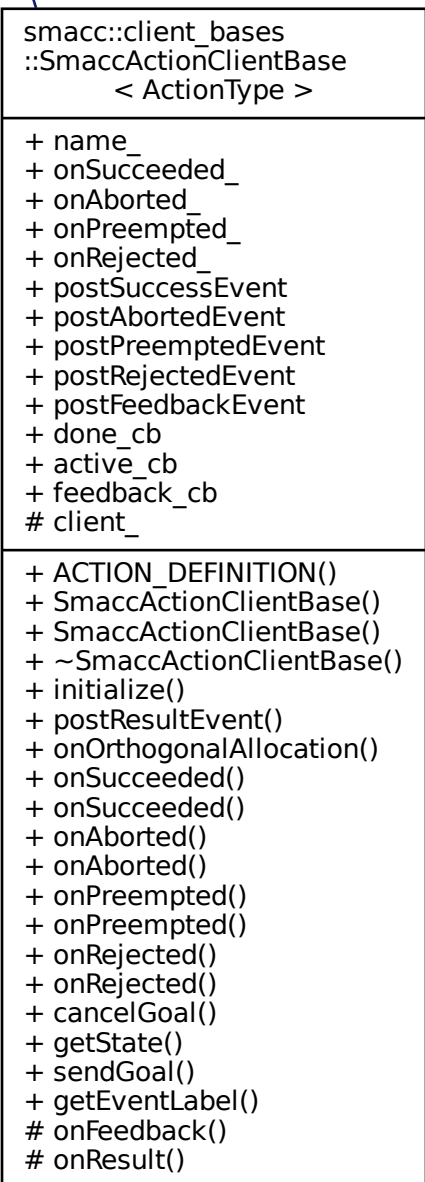 smacc::client_bases
::SmaccActionClientBase
< ActionType >
+ name_
+ onSucceeded_
+ onAborted_
+ onPreempted_
+ onRejected_
+ postSuccessEvent
+ postAbortedEvent
+ postPreemptedEvent
+ postRejectedEvent
+ postFeedbackEvent
+ done_cb
+ active_cb
+ feedback_cb
# client_
+ ACTION_DEFINITION()
+ SmaccActionClientBase()
+ SmaccActionClientBase()
+ ~SmaccActionClientBase()
+ initialize()
+ postResultEvent()
+ onOrthogonalAllocation()
+ onSucceeded()
+ onSucceeded()
+ onAborted()
+ onAborted()
+ onPreempted()
+ onPreempted()
+ onRejected()
+ onRejected()
+ cancelGoal()
+ getState()
+ sendGoal()
+ getEventLabel()
# onFeedback()
# onResult()